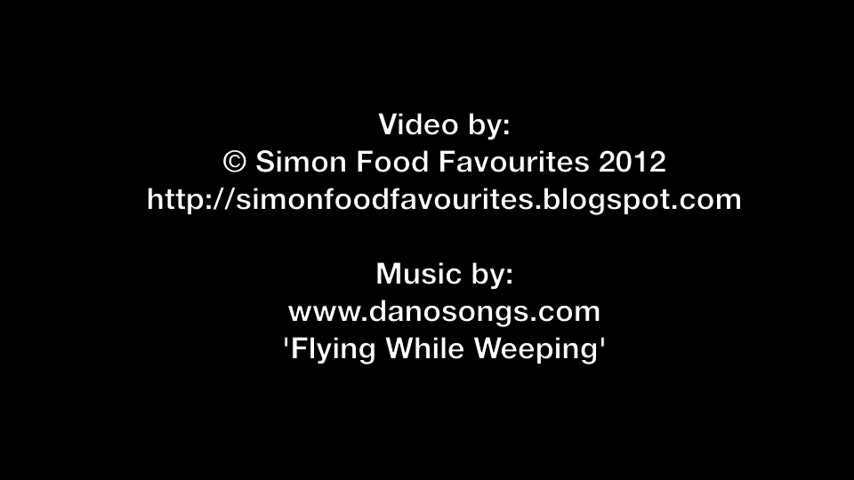 Video by:
© Simon Food Favourites 2012
http://simonfoodfavourites.blogspot.com
Music by:
www.danosongs.com
'Flying While Weeping'